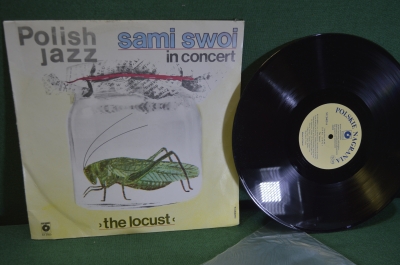 Polish
jazz
sami swoi
in concert
› the locust ‹
POLSKIE NAGRANIA